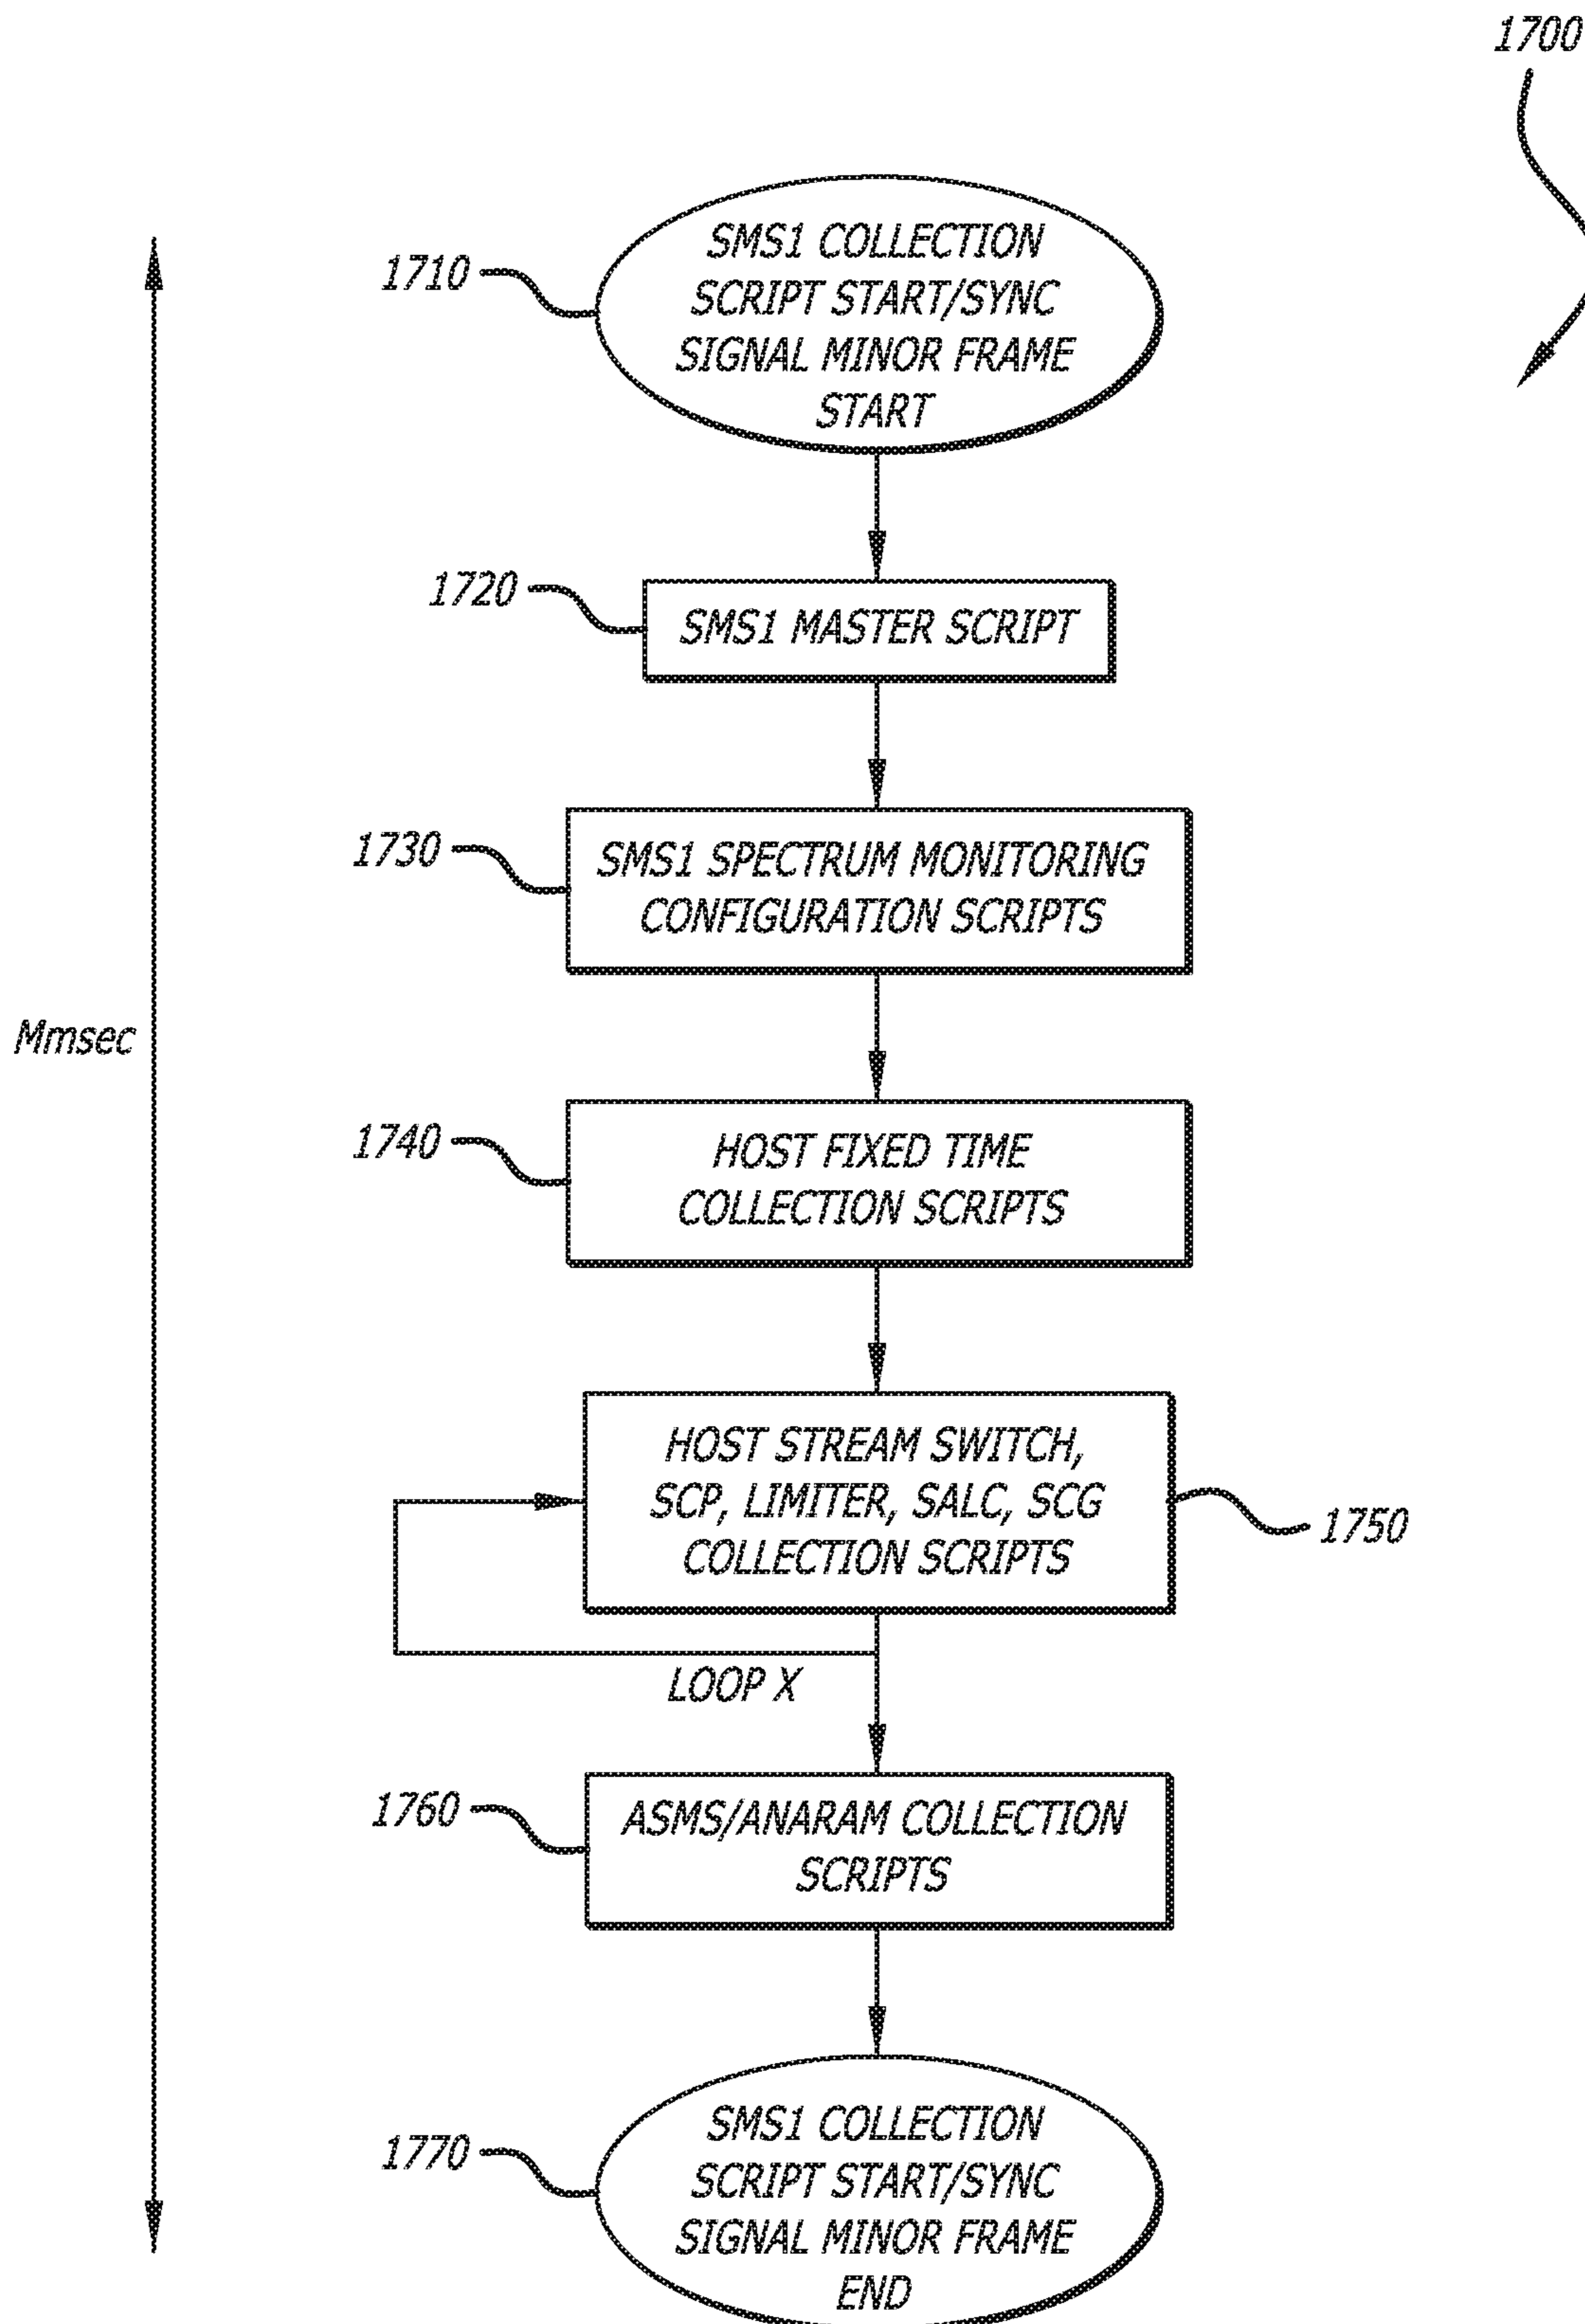 1700
1710
SMS1 COLLECTION
SCRIPT START/SYNC
SIGNAL MINOR FRAME
START
1720
SMS1 MASTER SCRIPT
1730
SMS1 SPECTRUM MONITORING
CONFIGURATION SCRIPTS
Mmsec
1740
HOST FIXED TIME
COLLECTION SCRIPTS
HOST STREAM SWITCH,
SCP, LIMITER, SALC, SCG
COLLECTION SCRIPTS
1750
LOOP X
1760
ASMS/ANARAM COLLECTION
SCRIPTS
1770
SMS1 COLLECTION
SCRIPT START/SYNC
SIGNAL MINOR FRAME
END